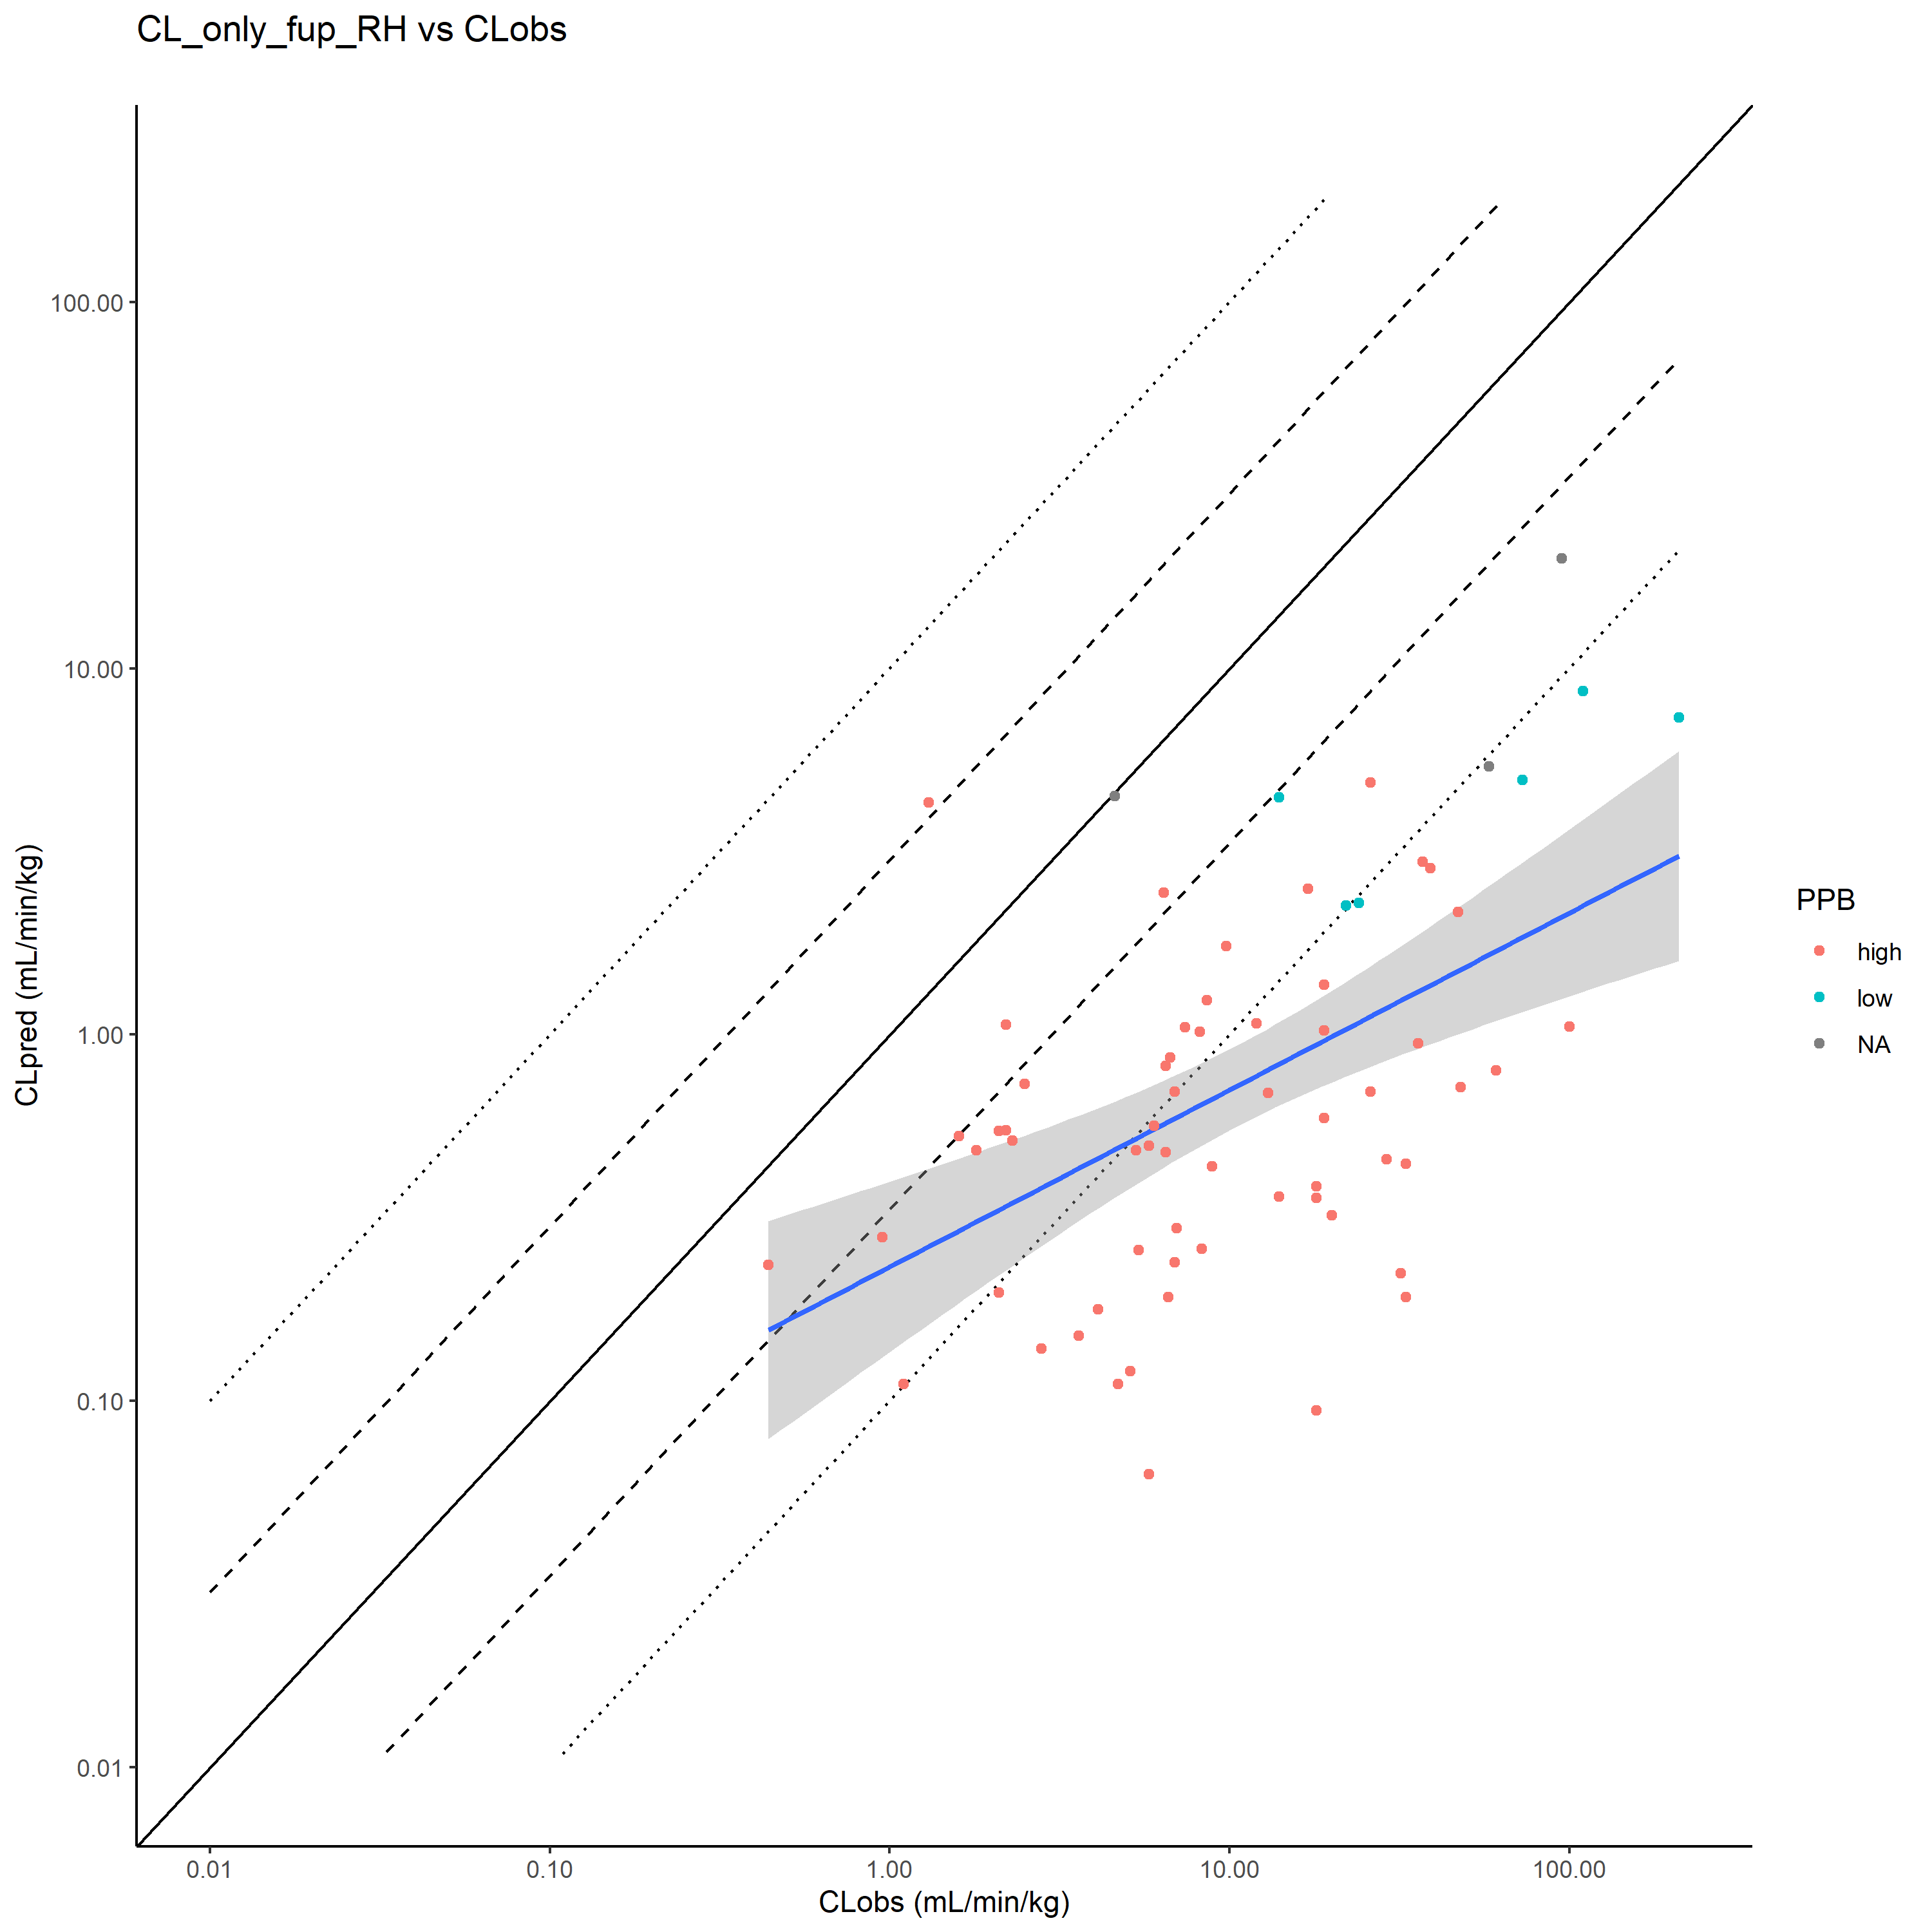 CL_only_fup_RH vs CLobs
100.00
10.00
1.00
0.10
0.01
CLpred (mL/min/kg)
0.01
0.10
1.00
10.00
100.00
CLobs (mL/min/kg)
PPB
high
low
NA